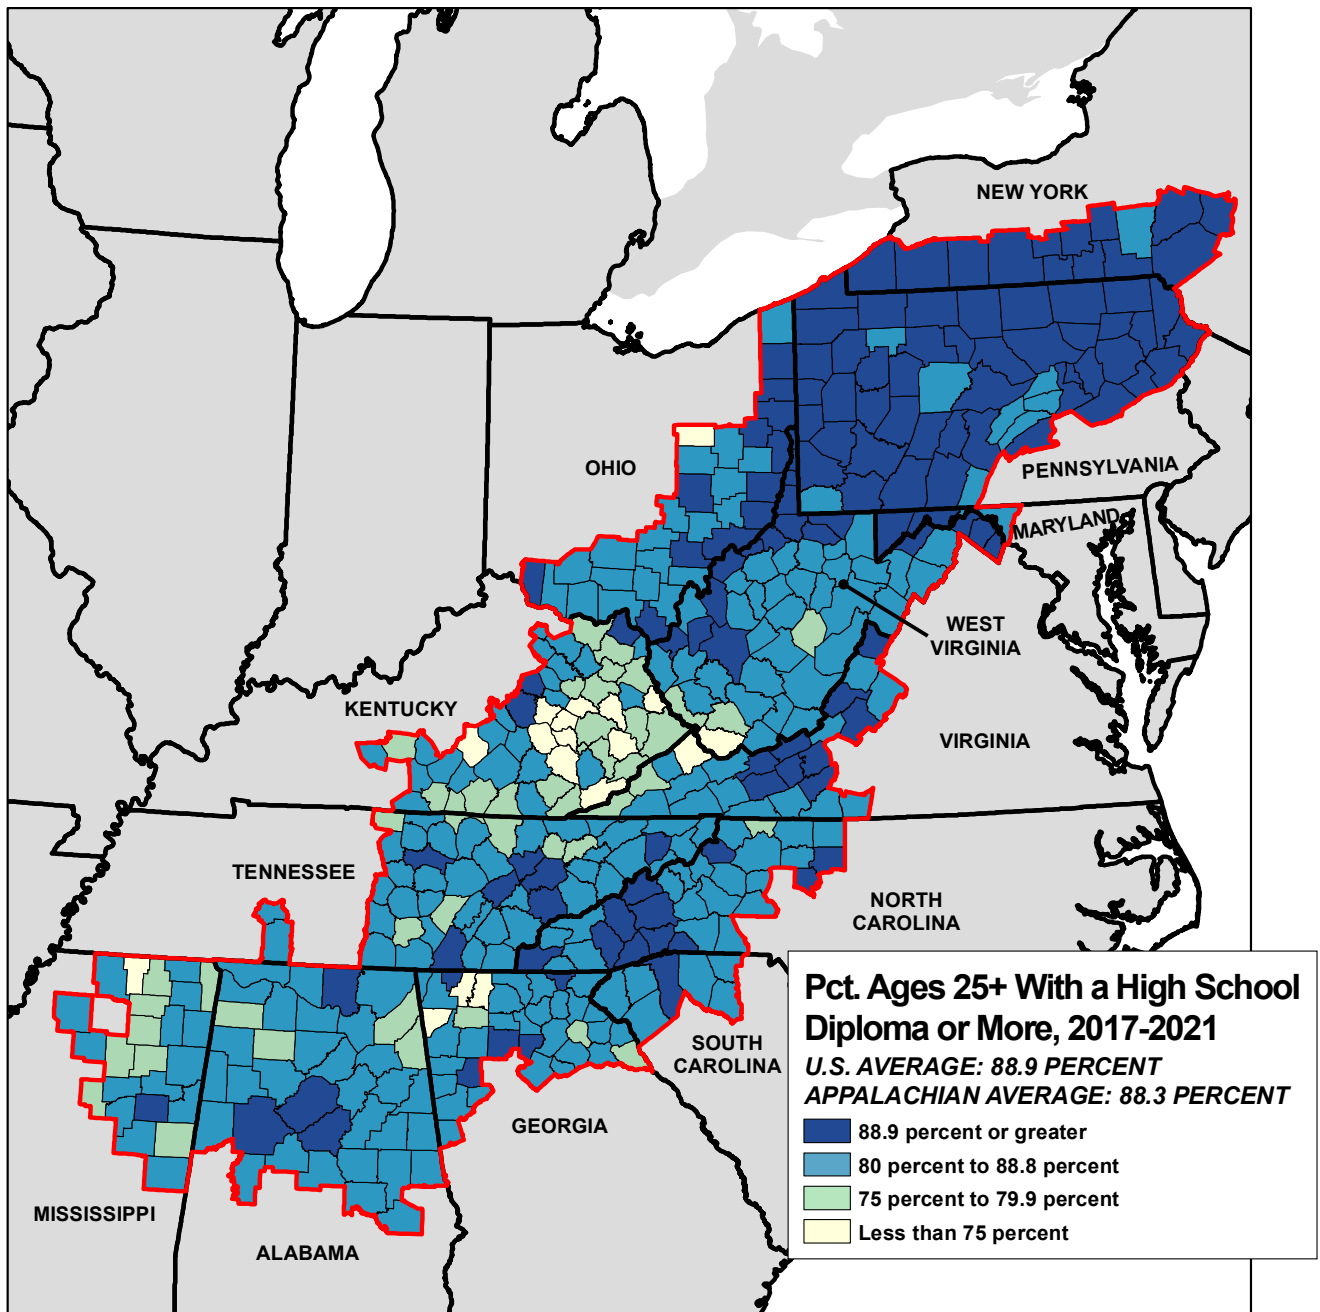 NEW YORK
PENNSYLVANIA
OHIO
MARYLAND
WEST
VIRGINIA
KENTUCKY
VIRGINIA
TENNESSEE
NORTH
CAROLINA
SOUTH
CAROLINA
GEORGIA
MISSISSIPPI
ALABAMA
Pct. Ages 25+ With a High School
Diploma or More, 2017-2021
U.S. AVERAGE: 88.9 PERCENT
APPALACHIAN AVERAGE: 88.3 PERCENT
88.9 percent or greater
80 percent to 88.8 percent
75 percent to 79.9 percent
Less than 75 percent